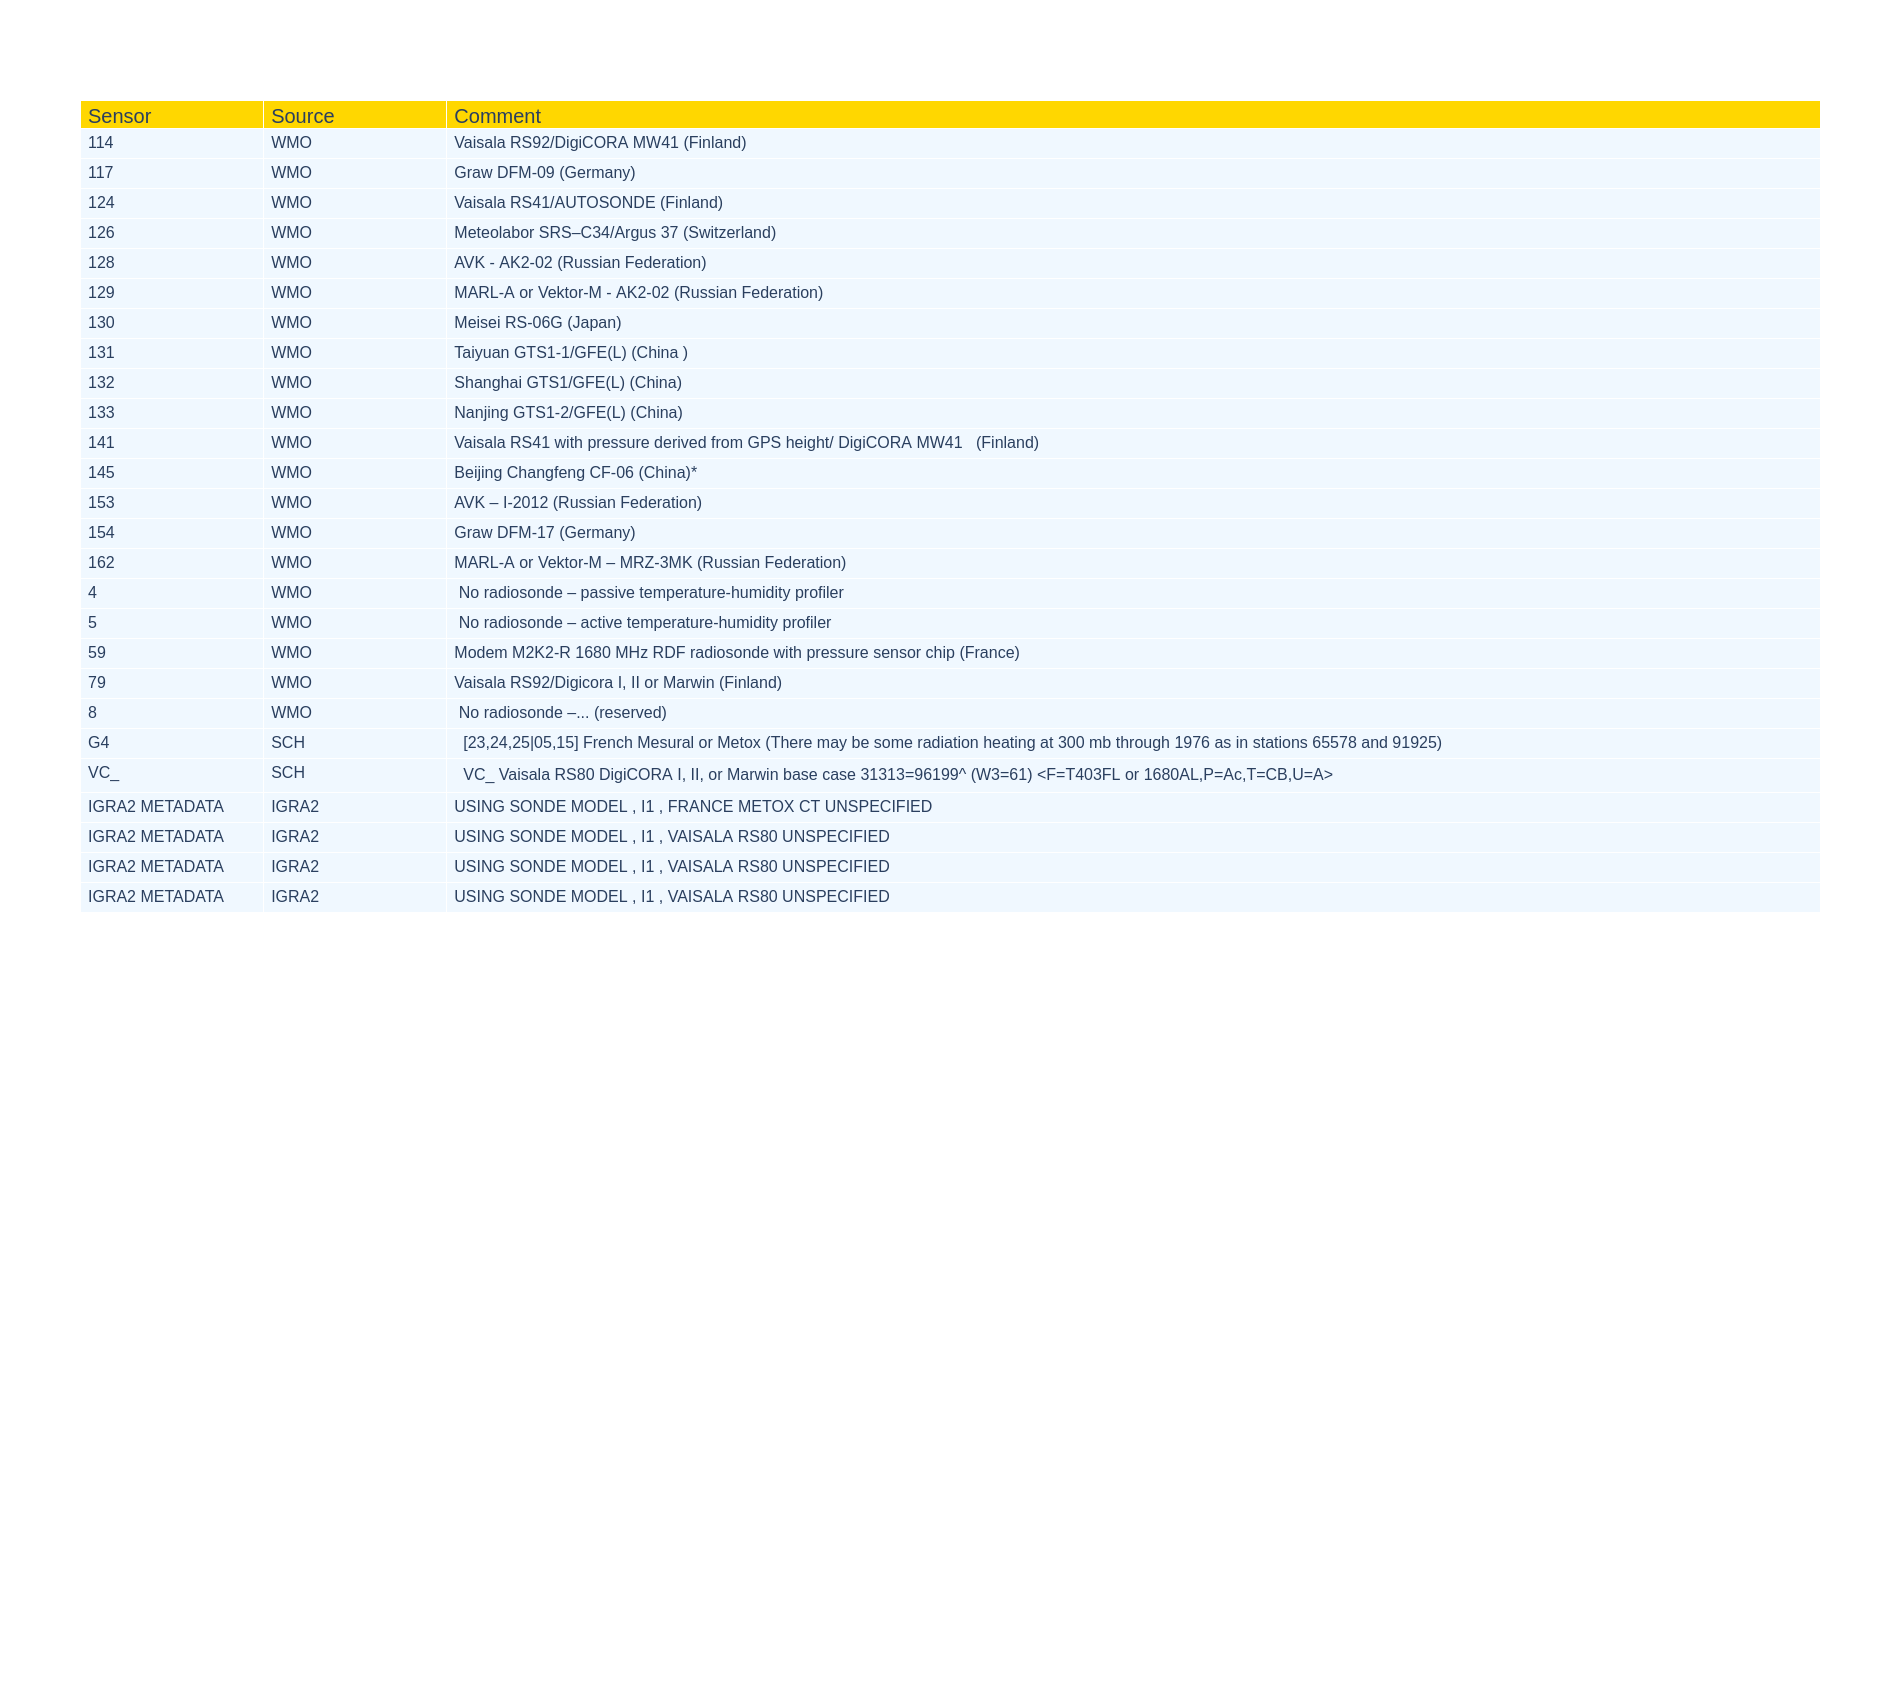 Sensor Source Comment
114 WMO Vaisala RS92/DigiCORA MW41 (Finland)
117 WMO Graw DFM-09 (Germany)
124 WMO Vaisala RS41/AUTOSONDE (Finland)
126 WMO Meteolabor SRS–C34/Argus 37 (Switzerland)
128 WMO AVK - AK2-02 (Russian Federation)
129 WMO MARL-A or Vektor-M - AK2-02 (Russian Federation)
130 WMO Meisei RS-06G (Japan)
131 WMO Taiyuan GTS1-1/GFE(L) (China )
132 WMO Shanghai GTS1/GFE(L) (China)
133 WMO Nanjing GTS1-2/GFE(L) (China)
141 WMO Vaisala RS41 with pressure derived from GPS height/ DigiCORA MW41 (Finland)
145 WMO Beijing Changfeng CF-06 (China)*
153 WMO AVK – I-2012 (Russian Federation)
154 WMO Graw DFM-17 (Germany)
162 WMO MARL-A or Vektor-M – MRZ-3MK (Russian Federation)
4 WMO No radiosonde – passive temperature-humidity profiler
5 WMO No radiosonde – active temperature-humidity profiler
59 WMO Modem M2K2-R 1680 MHz RDF radiosonde with pressure sensor chip (France)
79 WMO Vaisala RS92/Digicora I, II or Marwin (Finland)
8 WMO No radiosonde –... (reserved)
G4 SCH [23,24,25|05,15] French Mesural or Metox (There may be some radiation heating at 300 mb through 1976 as in stations 65578 and 91925)
VC_ SCH VC_ Vaisala RS80 DigiCORA I, II, or Marwin base case 31313=96199^ (W3=61) <F=T403FL or 1680AL,P=Ac,T=CB,U=A>
IGRA2 METADATA IGRA2 USING SONDE MODEL , I1 , FRANCE METOX CT UNSPECIFIED
IGRA2 METADATA IGRA2 USING SONDE MODEL , I1 , VAISALA RS80 UNSPECIFIED
IGRA2 METADATA IGRA2 USING SONDE MODEL , I1 , VAISALA RS80 UNSPECIFIED
IGRA2 METADATA IGRA2 USING SONDE MODEL , I1 , VAISALA RS80 UNSPECIFIED